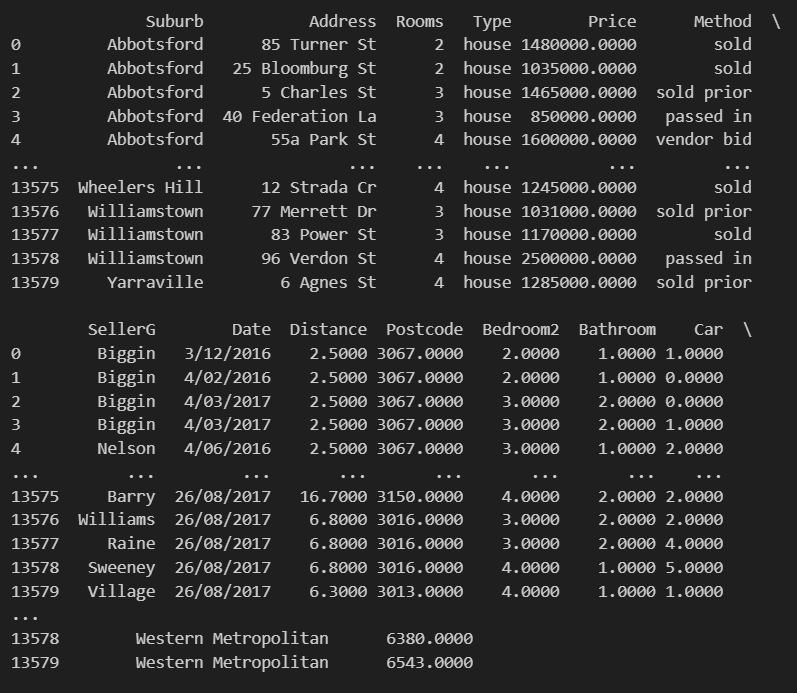 Suburb           Address  Rooms   Type        Price      Method  \
0         Abbotsford      85 Turner St      2  house 1480000.0000        sold
1         Abbotsford   25 Bloomburg St      2  house 1035000.0000        sold
2         Abbotsford      5 Charles St      3  house 1465000.0000  sold prior
3         Abbotsford  40 Federation La      3  house  850000.0000   passed in
4         Abbotsford       55a Park St      4  house 1600000.0000  vendor bid
...              ...               ...    ...    ...          ...         ...
13575  Wheelers Hill      12 Strada Cr      4  house 1245000.0000        sold
13576   Williamstown     77 Merrett Dr      3  house 1031000.0000  sold prior
13577   Williamstown       83 Power St      3  house 1170000.0000        sold
13578   Williamstown      96 Verdon St      4  house 2500000.0000   passed in
13579     Yarraville        6 Agnes St      4  house 1285000.0000  sold prior

        SellerG        Date  Distance  Postcode  Bedroom2  Bathroom    Car  \
0        Biggin   3/12/2016    2.5000 3067.0000    2.0000    1.0000 1.0000
1        Biggin   4/02/2016    2.5000 3067.0000    2.0000    1.0000 0.0000
2        Biggin   4/03/2017    2.5000 3067.0000    3.0000    2.0000 0.0000
3        Biggin   4/03/2017    2.5000 3067.0000    3.0000    2.0000 1.0000
4        Nelson   4/06/2016    2.5000 3067.0000    3.0000    1.0000 2.0000
...         ...         ...       ...       ...       ...       ...    ...
13575     Barry  26/08/2017   16.7000 3150.0000    4.0000    2.0000 2.0000
13576  Williams  26/08/2017    6.8000 3016.0000    3.0000    2.0000 2.0000
13577     Raine  26/08/2017    6.8000 3016.0000    3.0000    2.0000 4.0000
13578   Sweeney  26/08/2017    6.8000 3016.0000    4.0000    1.0000 5.0000
13579   Village  26/08/2017    6.3000 3013.0000    4.0000    1.0000 1.0000
...
13578        Western Metropolitan      6380.0000
13579        Western Metropolitan      6543.0000